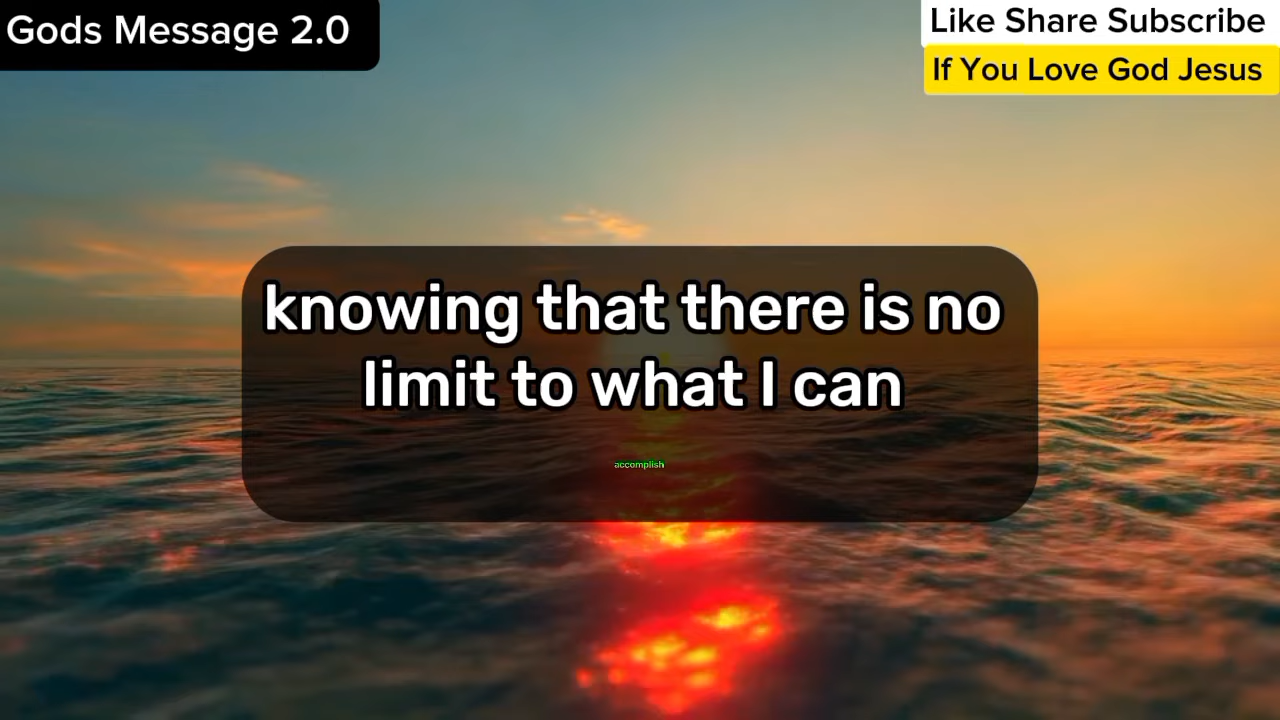 Gods Message 2.0
Like Share Subscribe
If You Love God Jesus
knowing that there is no
limit to what I can
accomplish